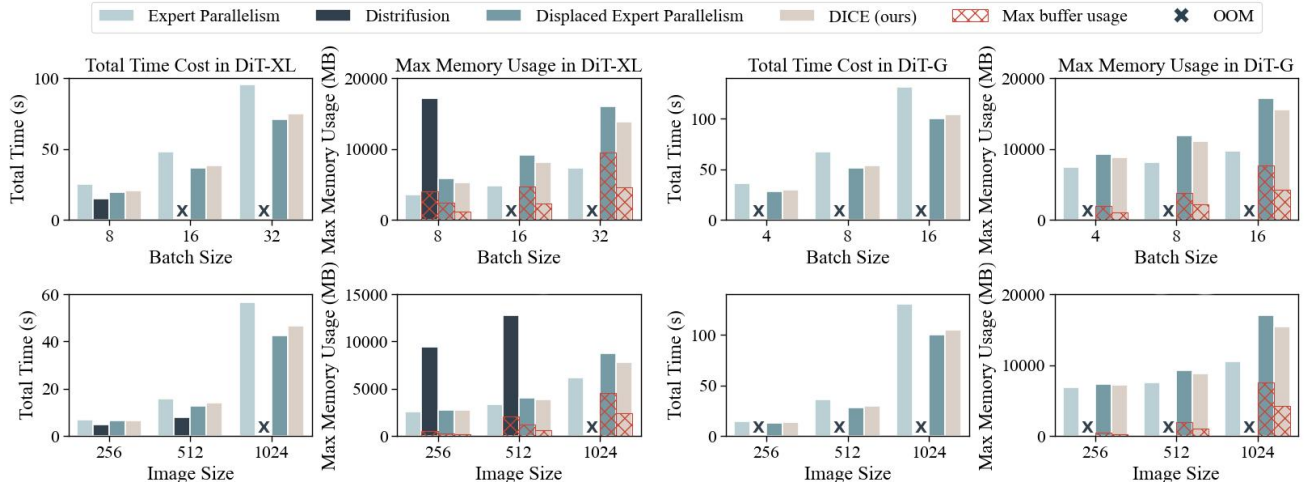 Expert Parallelism Distrifusion Displaced Expert Parallelism DICE (ours) Max buffer usage OOM
Total Time Cost in DiT-XL
Total Time (s)
100
50
0
X X
8 16 32
Batch Size
Max Memory Usage in DiT-XL
Max Memory Usage (MB)
20000
10000
0
X X
8 16 32
Batch Size
Total Time Cost in DiT-G
Total Time (s)
100
50
0
X X X
4 8 16
Batch Size
Max Memory Usage in DiT-G
Max Memory Usage (MB)
20000
10000
0
X X X
4 8 16
Batch Size
Total Time (s)
60
40
20
0
X
256 512 1024
Image Size
Max Memory Usage (MB)
15000
10000
5000
0
X
256 512 1024
Image Size
Total Time (s)
100
50
0
X X X
256 512 1024
Image Size
Max Memory Usage (MB)
20000
10000
0
X X X
256 512 1024
Image Size